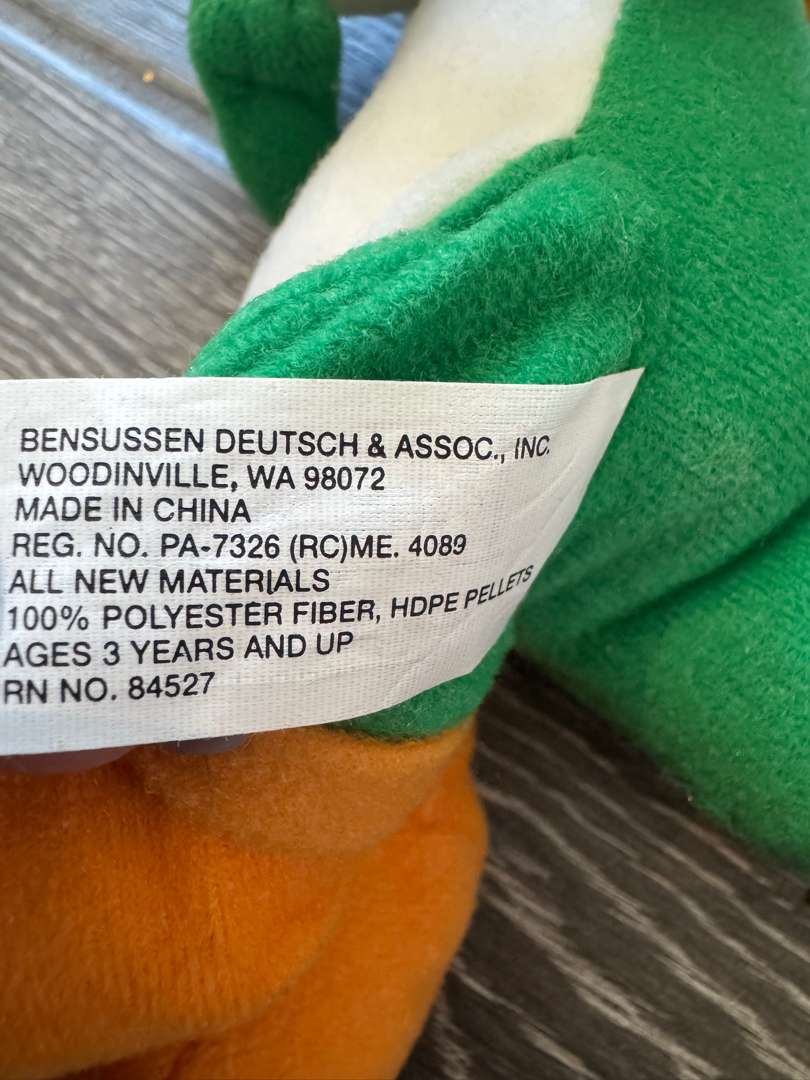 BENSUSSEN DEUTSCH & ASSOC., INC.
WOODINVILLE, WA 98072
MADE IN CHINA
REG. NO. PA-7326 (RC)ME. 4089
ALL NEW MATERIALS
100% POLYESTER FIBER, HDPE PELLETS
AGES 3 YEARS AND UP
RN NO. 84527